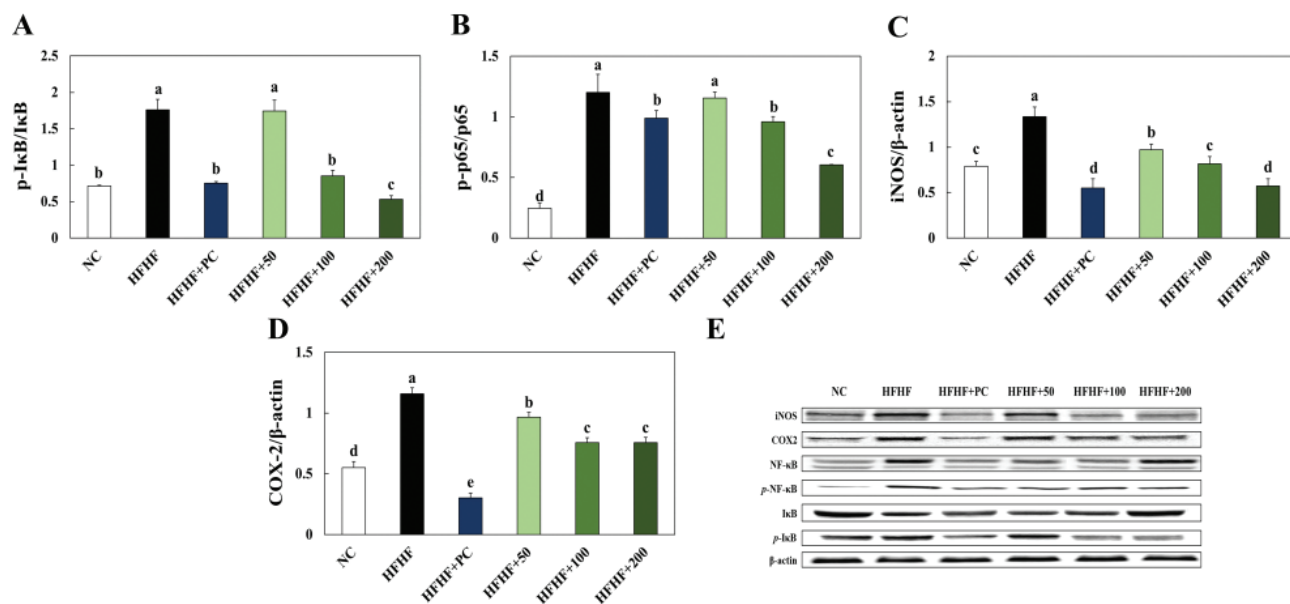 A
p-IκB/IκB
2.5
2
1.5
1
0.5
0
b
a
b
a
b
c
NC
HFHF
HFHF+PC
HFHF+50
HFHF+100
HFHF+200
B
p-p65/p65
1.5
1
0.5
0
d
a
b
a
b
c
NC
HFHF
HFHF+PC
HFHF+50
HFHF+100
HFHF+200
C
iNOS/β-actin
2
1.5
1
0.5
0
c
a
d
b
c
d
NC
HFHF
HFHF+PC
HFHF+50
HFHF+100
HFHF+200
D
COX-2/β-actin
1.5
1
0.5
0
d
a
e
b
c
c
NC
HFHF
HFHF+PC
HFHF+50
HFHF+100
HFHF+200
E
NC HFHF HFHF+PC HFHF+50 HFHF+100 HFHF+200
iNOS
COX2
NF-κB
p-NF-κB
IκB
p-IκB
β-actin